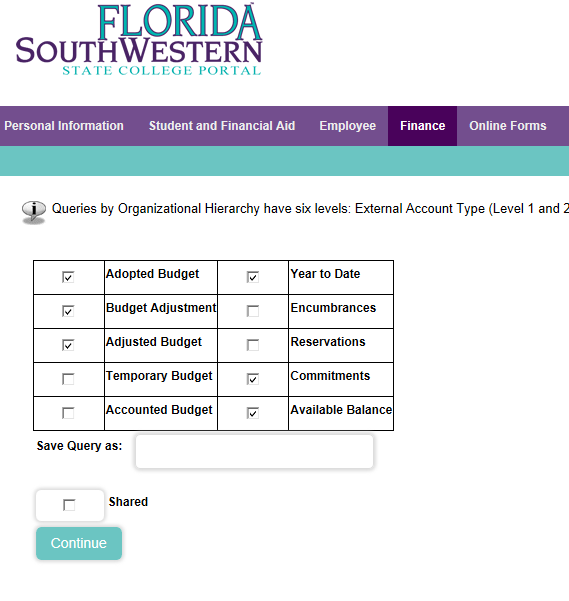 FLORIDA
SOUTHWESTERN
STATE COLLEGE PORTAL
Personal Information Student and Financial Aid Employee Finance Online Forms
Queries by Organizational Hierarchy have six levels: External Account Type (Level 1 and 2
Adopted Budget Year to Date
Budget Adjustment Encumbrances
Adjusted Budget Reservations
Temporary Budget Commitments
Accounted Budget Available Balance
Save Query as:
Shared
Continue